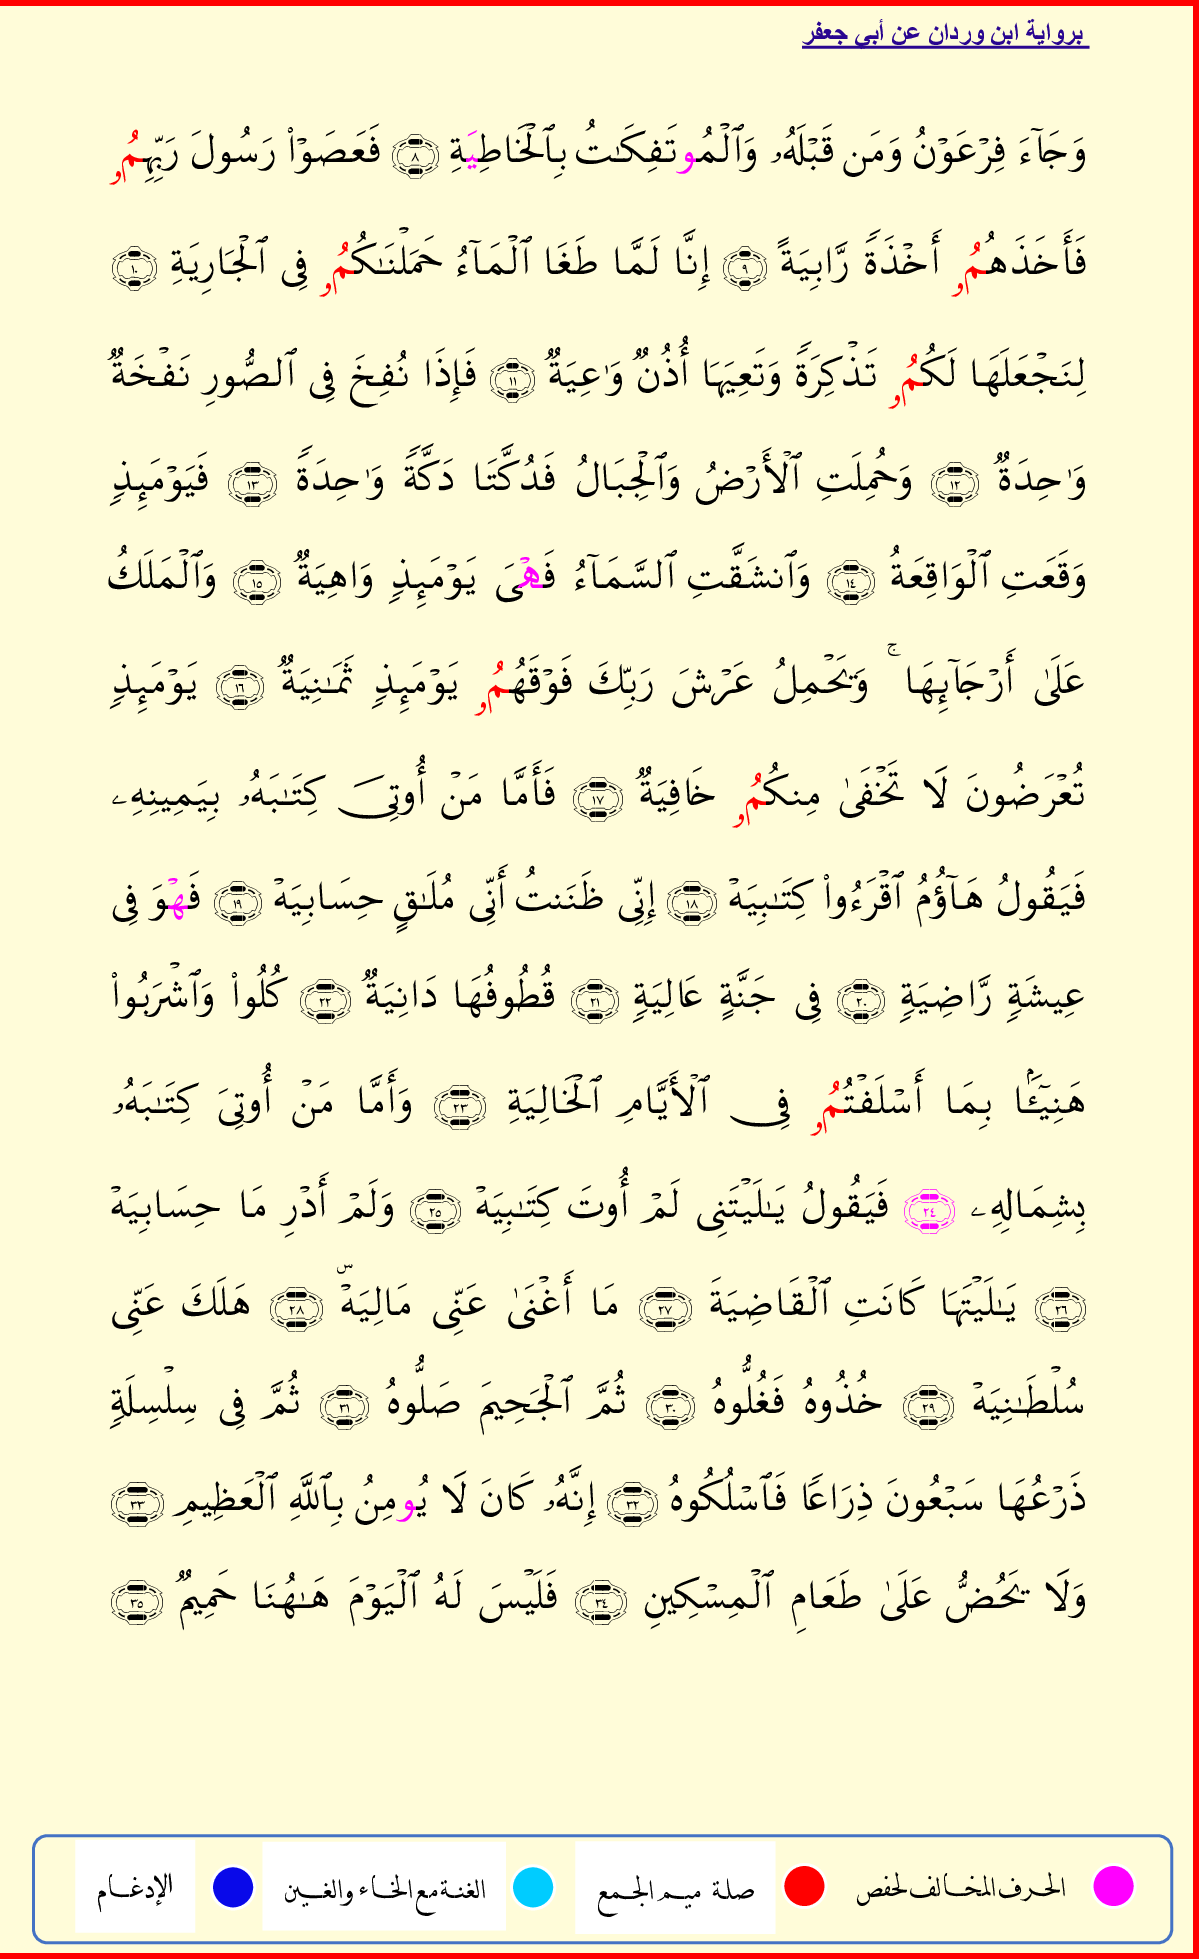 برواية ابن وردان عن أبي جعفر
وَجَآءَ فِرۡعَوۡنُ وَمَن قَبۡلَهُۥ وَٱلۡمُوتَفِكَٰتُ بِٱلۡخَاطِيَةِ ٨ فَعَصَوۡاْ رَسُولَ رَبِّهِمُۥ
فَأَخَذَهُمُۥ أَخۡذَةٗ رَّابِيَةً ٩ إِنَّا لَمَّا طَغَا ٱلۡمَآءُ حَمَلۡنَٰكُمُۥ فِي ٱلۡجَارِيَةِ ١٠
لِنَجۡعَلَهَا لَكُمُۥ تَذۡكِرَةٗ وَتَعِيَهَا أُذُنٞ وَٰعِيَةٞ ١١ فَإِذَا نُفِخَ فِي ٱلصُّورِ نَفۡخَةٞ
وَٰحِدَةٞ ١٢ وَحُمِلَتِ ٱلۡأَرۡضُ وَٱلۡجِبَالُ فَدُكَّتَا دَكَّةٗ وَٰحِدَةٗ ١٣ فَيَوۡمَئِذٖ
وَقَعَتِ ٱلۡوَاقِعَةُ ١٤ وَٱنشَقَّتِ ٱلسَّمَآءُ فَهۡيَ يَوۡمَئِذٖ وَاهِيَةٞ ١٥ وَٱلۡمَلَكُ
عَلَىٰ أَرۡجَآئِهَا ۚ وَيَحۡمِلُ عَرۡشَ رَبِّكَ فَوۡقَهُمُۥ يَوۡمَئِذٖ ثَمَٰنِيَةٞ ١٦ يَوۡمَئِذٖ
تُعۡرَضُونَ لَا تَخۡفَىٰ مِنكُمُۥ خَافِيَةٞ ١٧ فَأَمَّا مَنۡ أُوتِيَ كِتَٰبَهُۥ بِيَمِينِهِۦ
فَيَقُولُ هَآؤُمُ ٱقۡرَءُواْ كِتَٰبِيَهۡ ١٨ إِنِّي ظَنَنتُ أَنِّي مُلَٰقٍ حِسَابِيَهۡ ١٩ فَهۡوَ فِي
عِيشَةٖ رَّاضِيَةٖ ٢٠ فِي جَنَّةٍ عَالِيَةٖ ٢١ قُطُوفُهَا دَانِيَةٞ ٢٢ كُلُواْ وَٱشۡرَبُواْ
هَنِيٓـَٔۢا بِمَا أَسۡلَفۡتُمُۥ فِي ٱلۡأَيَّامِ ٱلۡخَالِيَةِ ٢٣ وَأَمَّا مَنۡ أُوتِيَ كِتَٰبَهُۥ
بِشِمَالِهِۦ ٢٤ فَيَقُولُ يَٰلَيۡتَنِي لَمۡ أُوتَ كِتَٰبِيَهۡ ٢٥ وَلَمۡ أَدۡرِ مَا حِسَابِيَهۡ
٢٦ يَٰلَيۡتَهَا كَانَتِ ٱلۡقَاضِيَةَ ٢٧ مَا أَغۡنَىٰ عَنِّي مَالِيَهۡۜ ٢٨ هَلَكَ عَنِّي
سُلۡطَٰنِيَهۡ ٢٩ خُذُوهُ فَغُلُّوهُ ٣٠ ثُمَّ ٱلۡجَحِيمَ صَلُّوهُ ٣١ ثُمَّ فِي سِلۡسِلَةٖ
ذَرۡعُهَا سَبۡعُونَ ذِرَاعٗا فَٱسۡلُكُوهُ ٣٢ إِنَّهُۥ كَانَ لَا يُومِنُ بِٱللَّهِ ٱلۡعَظِيمِ ٣٣
وَلَا يَحُضُّ عَلَىٰ طَعَامِ ٱلۡمِسۡكِينِ ٣٤ فَلَيۡسَ لَهُ ٱلۡيَوۡمَ هَٰهُنَا حَمِيمٞ ٣٥
الحرف المخالف لحفص صلة ميم الجمع الغنة مع الخاء والغين الإدغام